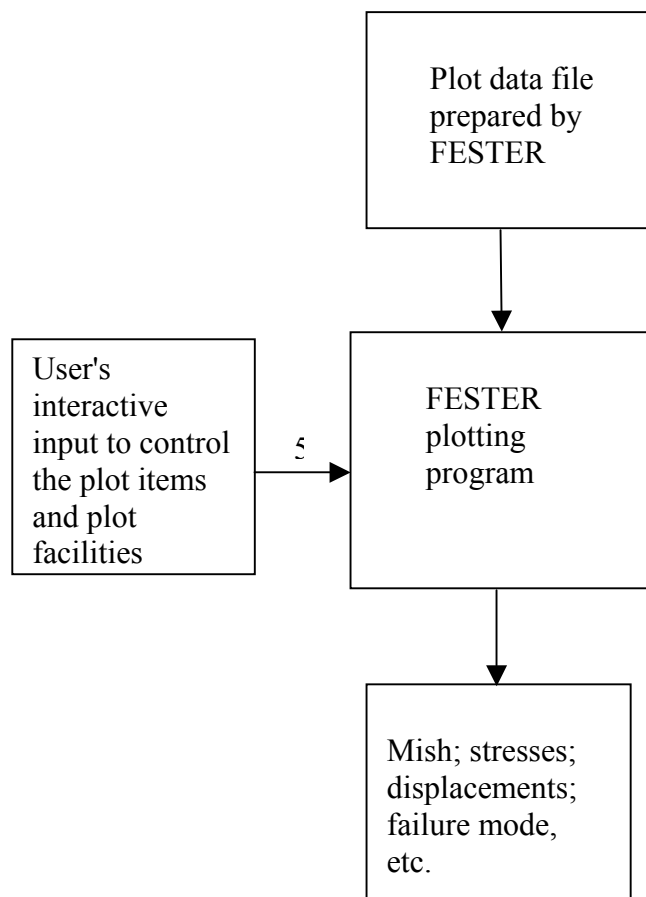 Plot data file
prepared by
FESTER
User's
interactive
input to control
the plot items
and plot
facilities
5
FESTER
plotting
program
Mish; stresses;
displacements;
failure mode,
etc.